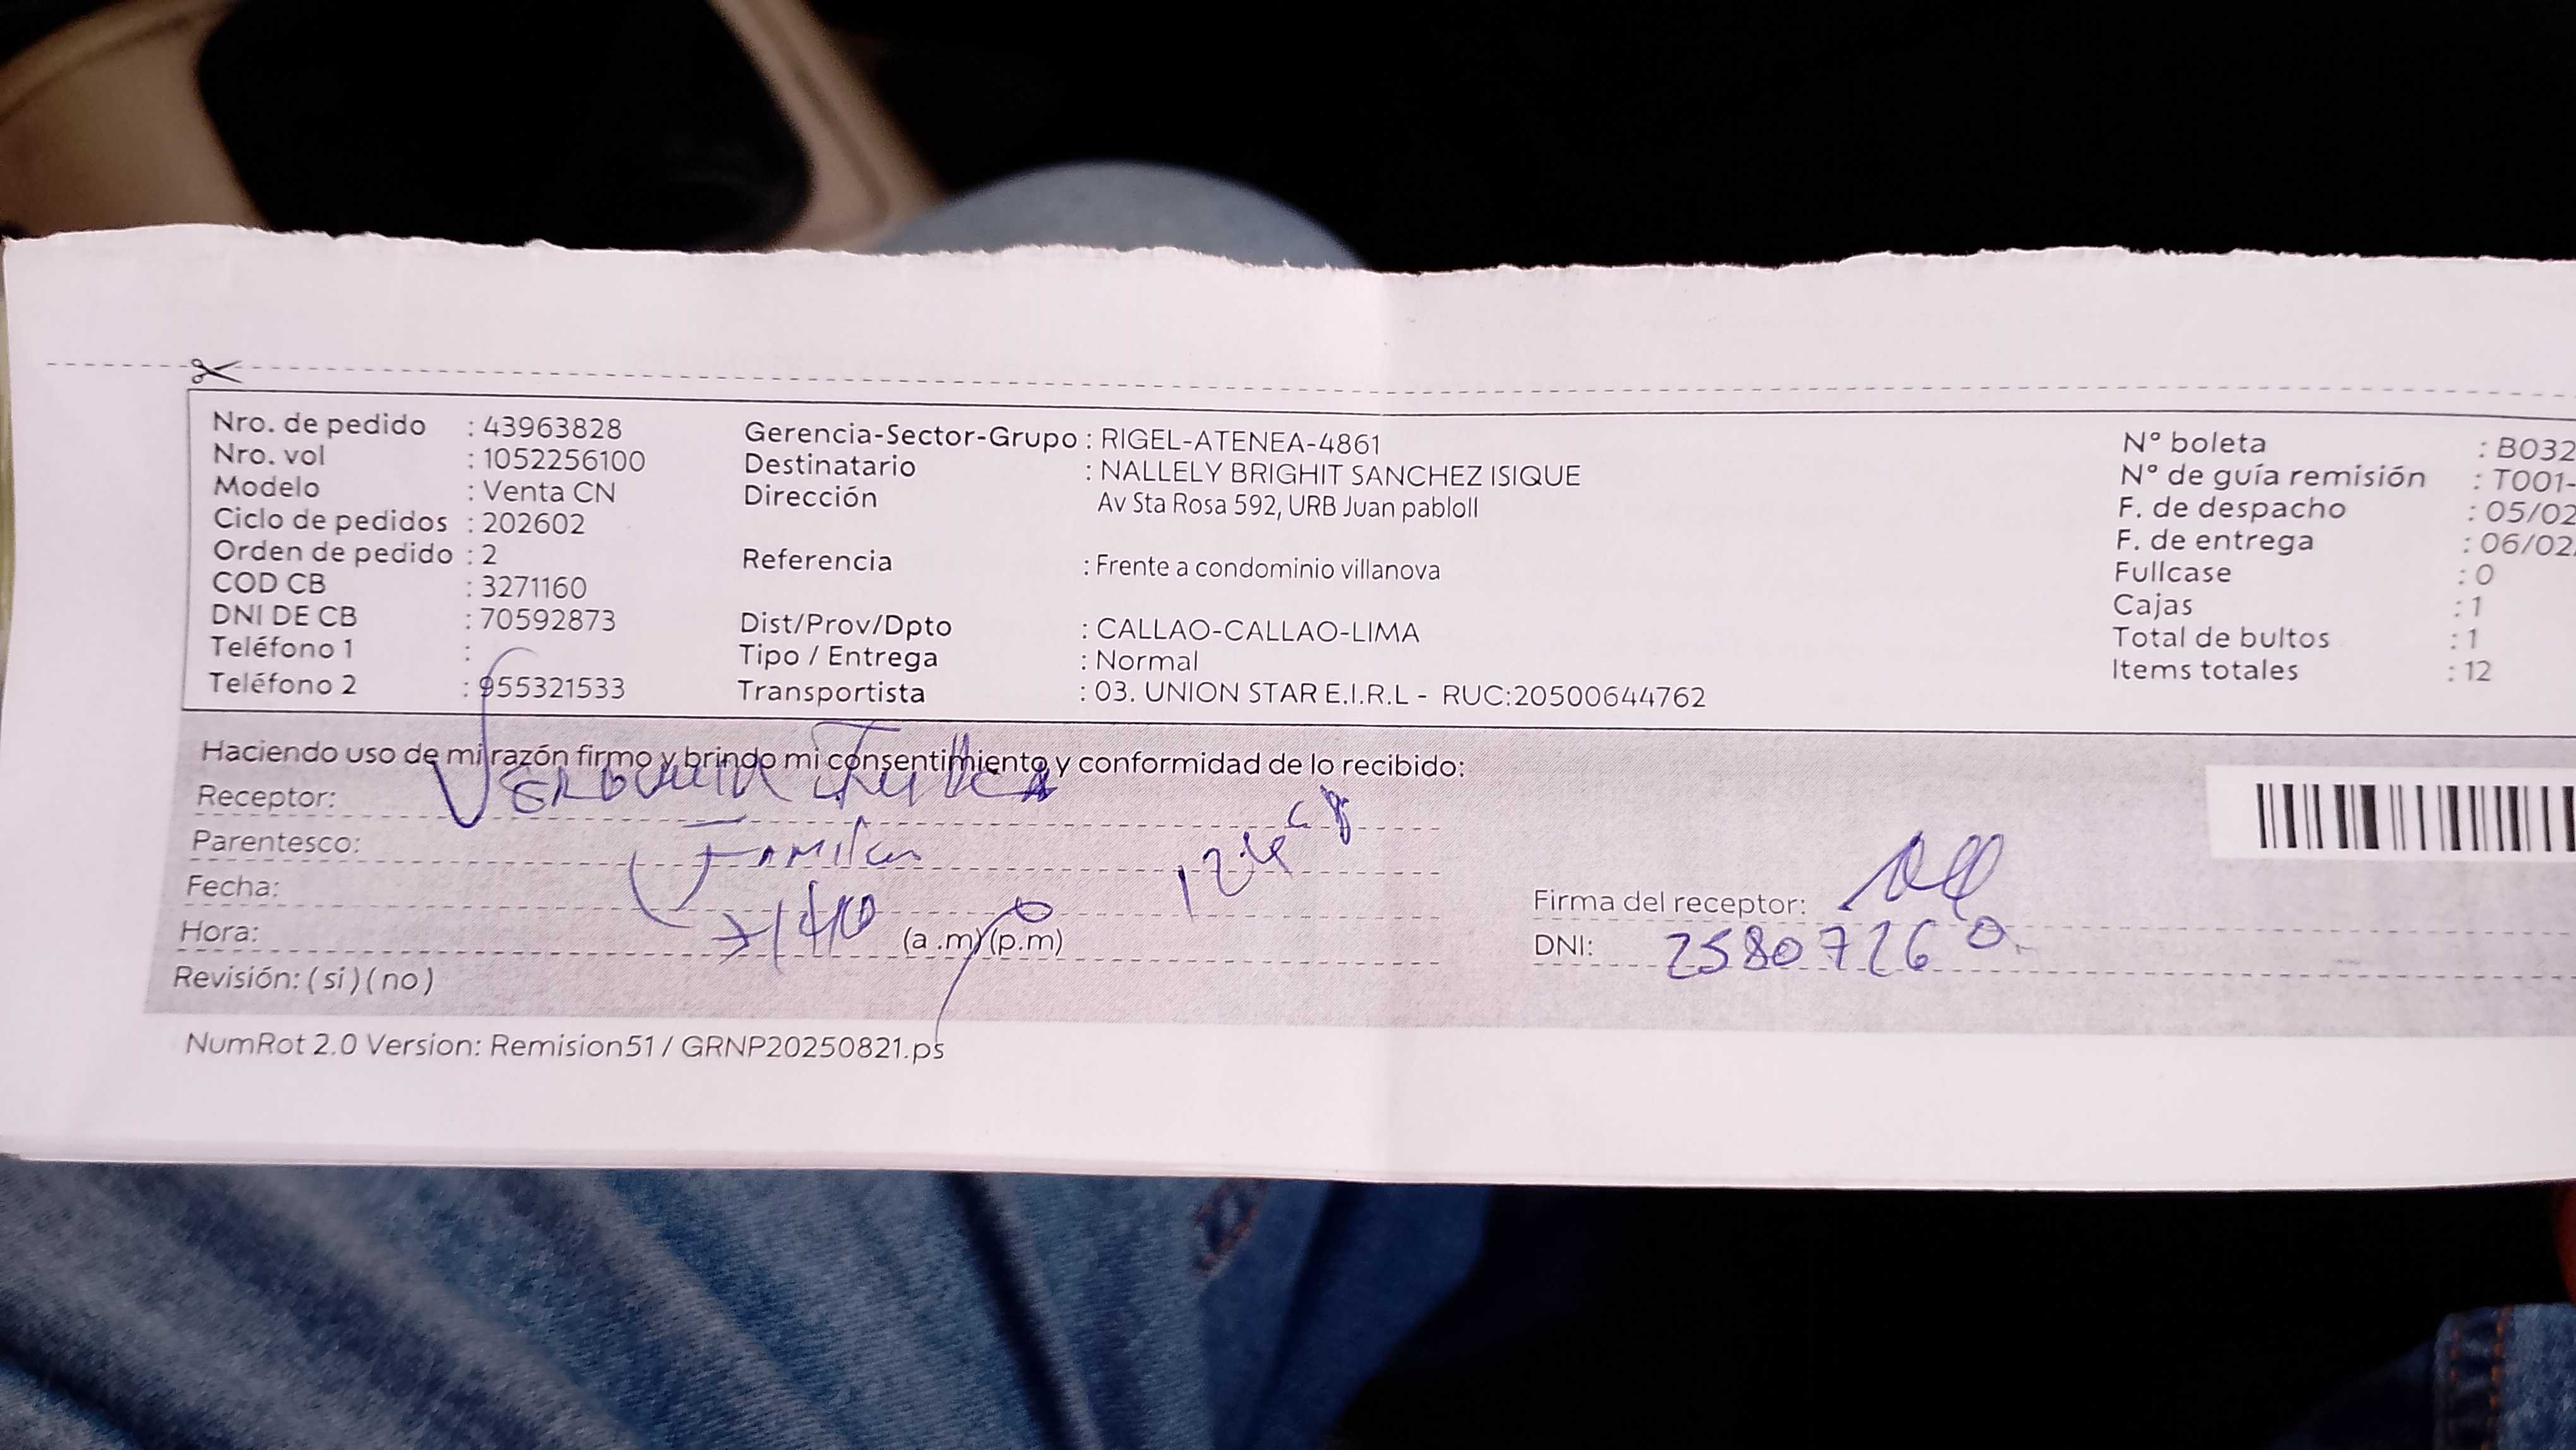 Nro. de pedido : 43963828
Nro. vol : 1052256100
Modelo : Venta CN
Ciclo de pedidos : 202602
Orden de pedido : 2
COD CB : 3271160
DNI DE CB : 70592873
Teléfono 1 :
Teléfono 2 : 955321533
Gerencia-Sector-Grupo : RIGEL-ATENEA-4861
Destinatario : NALLELY BRIGHIT SANCHEZ ISIQUE
Dirección Av Sta Rosa 592, URB Juan pabloll
Referencia : Frente a condominio villanova
Dist/Prov/Dpto : CALLAO-CALLAO-LIMA
Tipo / Entrega : Normal
Transportista : 03. UNION STAR E.I.R.L - RUC:20500644762
N° boleta : B032
N° de guía remisión : T001-
F. de despacho : 05/02
F. de entrega : 06/02
Fullcase : 0
Cajas : 1
Total de bultos : 1
Items totales : 12
Haciendo uso de mi razón firmo y brindo mi consentimiento y conformidad de lo recibido:
Receptor:
Parentesco: Familiar
Fecha:
Hora: (a .m) (p.m)
Revisión: ( si ) ( no )
Firma del receptor:
DNI: 25807260
NumRot 2.0 Version: Remision51 / GRNP20250821.ps